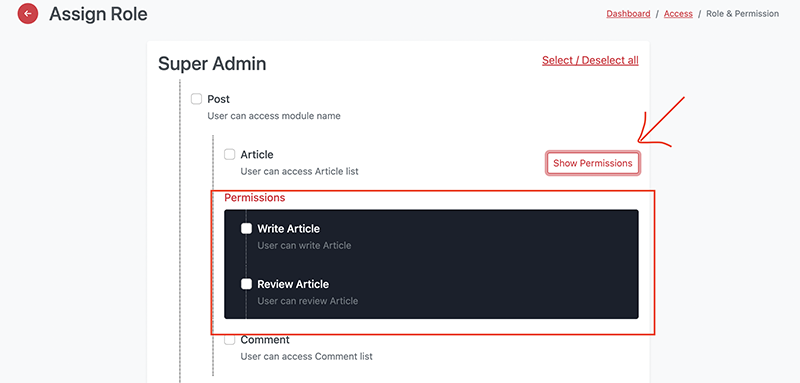 Assign Role
Dashboard / Access / Role & Permission
Super Admin
Select / Deselect all
Post
User can access module name
Article
User can access Article list
Show Permissions
Permissions
Write Article
User can write Article
Review Article
User can review Article
Comment
User can access Comment list